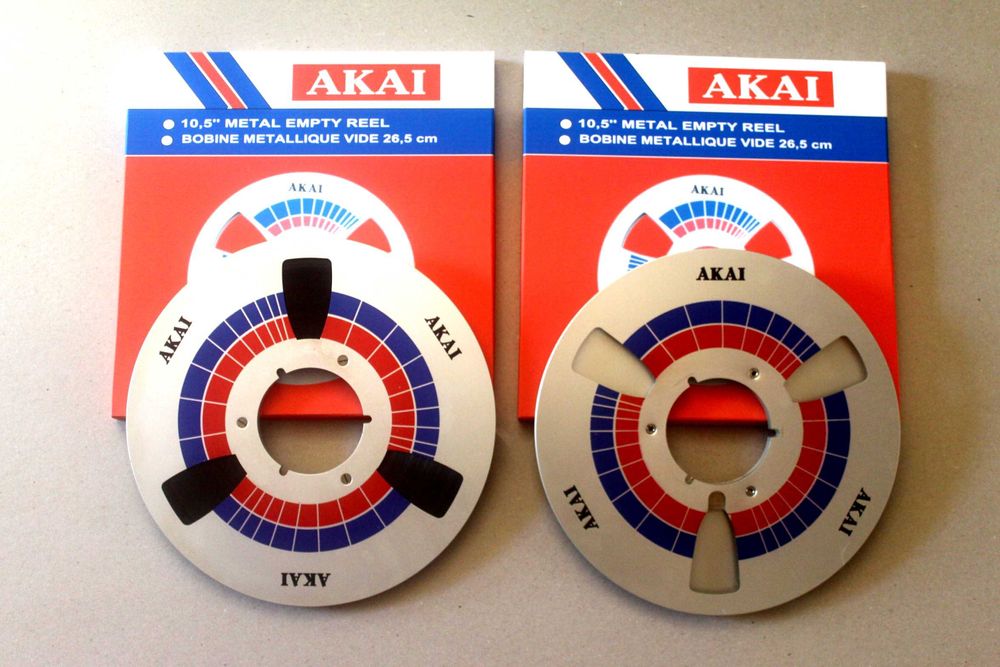 AKAI
● 10,5" METAL EMPTY REEL
● BOBINE METALLIQUE VIDE 26,5 cm
AKAI
AKAI
AKAI
AKAI
AKAI
● 10,5" METAL EMPTY REEL
● BOBINE METALLIQUE VIDE 26,5 cm
AKAI
AKAI
AKAI
AKAI